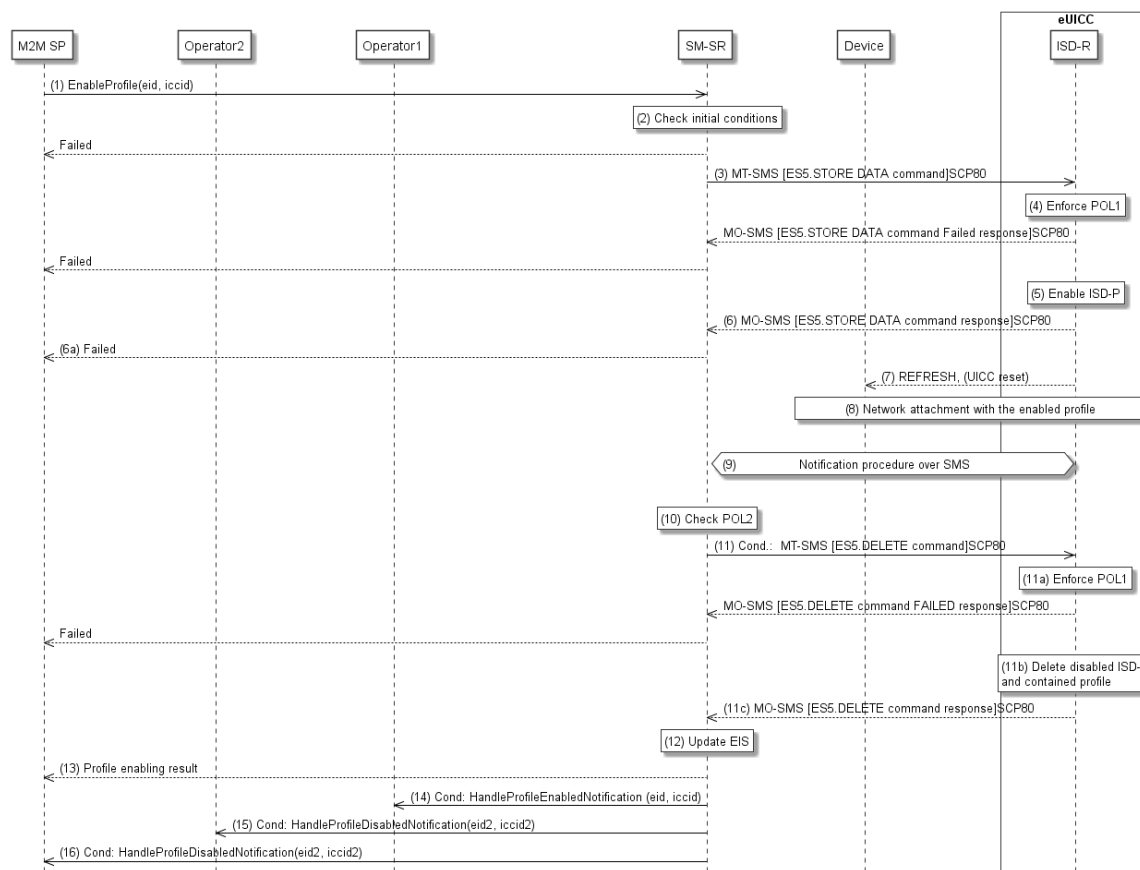 eUICC
M2M SP
Operator2
Operator1
SM-SR
Device
ISD-R
(1) EnableProfile(eid, iccid)
(2) Check initial conditions
Failed
(3) MT-SMS [ES5.STORE DATA command]SCP80
(4) Enforce POL1
MO-SMS [ES5.STORE DATA command Failed response]SCP80
Failed
(5) Enable ISD-P
(6) MO-SMS [ES5.STORE DATA command response]SCP80
(6a) Failed
(7) REFRESH, (UICC reset)
(8) Network attachment with the enabled profile
(9) Notification procedure over SMS
(10) Check POL2
(11) Cond.: MT-SMS [ES5.DELETE command]SCP80
(11a) Enforce POL1
MO-SMS [ES5.DELETE command FAILED response]SCP80
Failed
(11b) Delete disabled ISD-
and contained profile
(11c) MO-SMS [ES5.DELETE command response]SCP80
(12) Update EIS
(13) Profile enabling result
(14) Cond: HandleProfileEnabledNotification (eid, iccid)
(15) Cond: HandleProfileDisabledNotification(eid2, iccid2)
(16) Cond: HandleProfileDisabledNotification(eid2, iccid2)